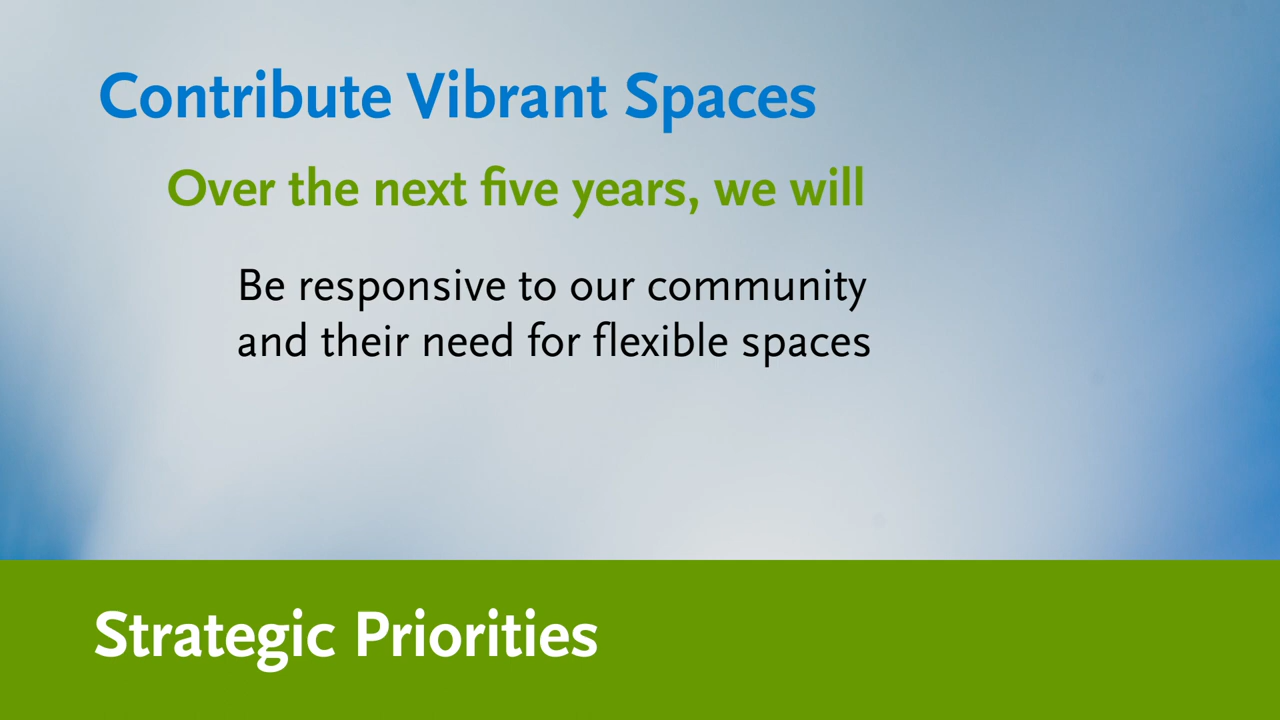 Contribute Vibrant Spaces
Over the next five years, we will
Be responsive to our community
and their need for flexible spaces
Strategic Priorities